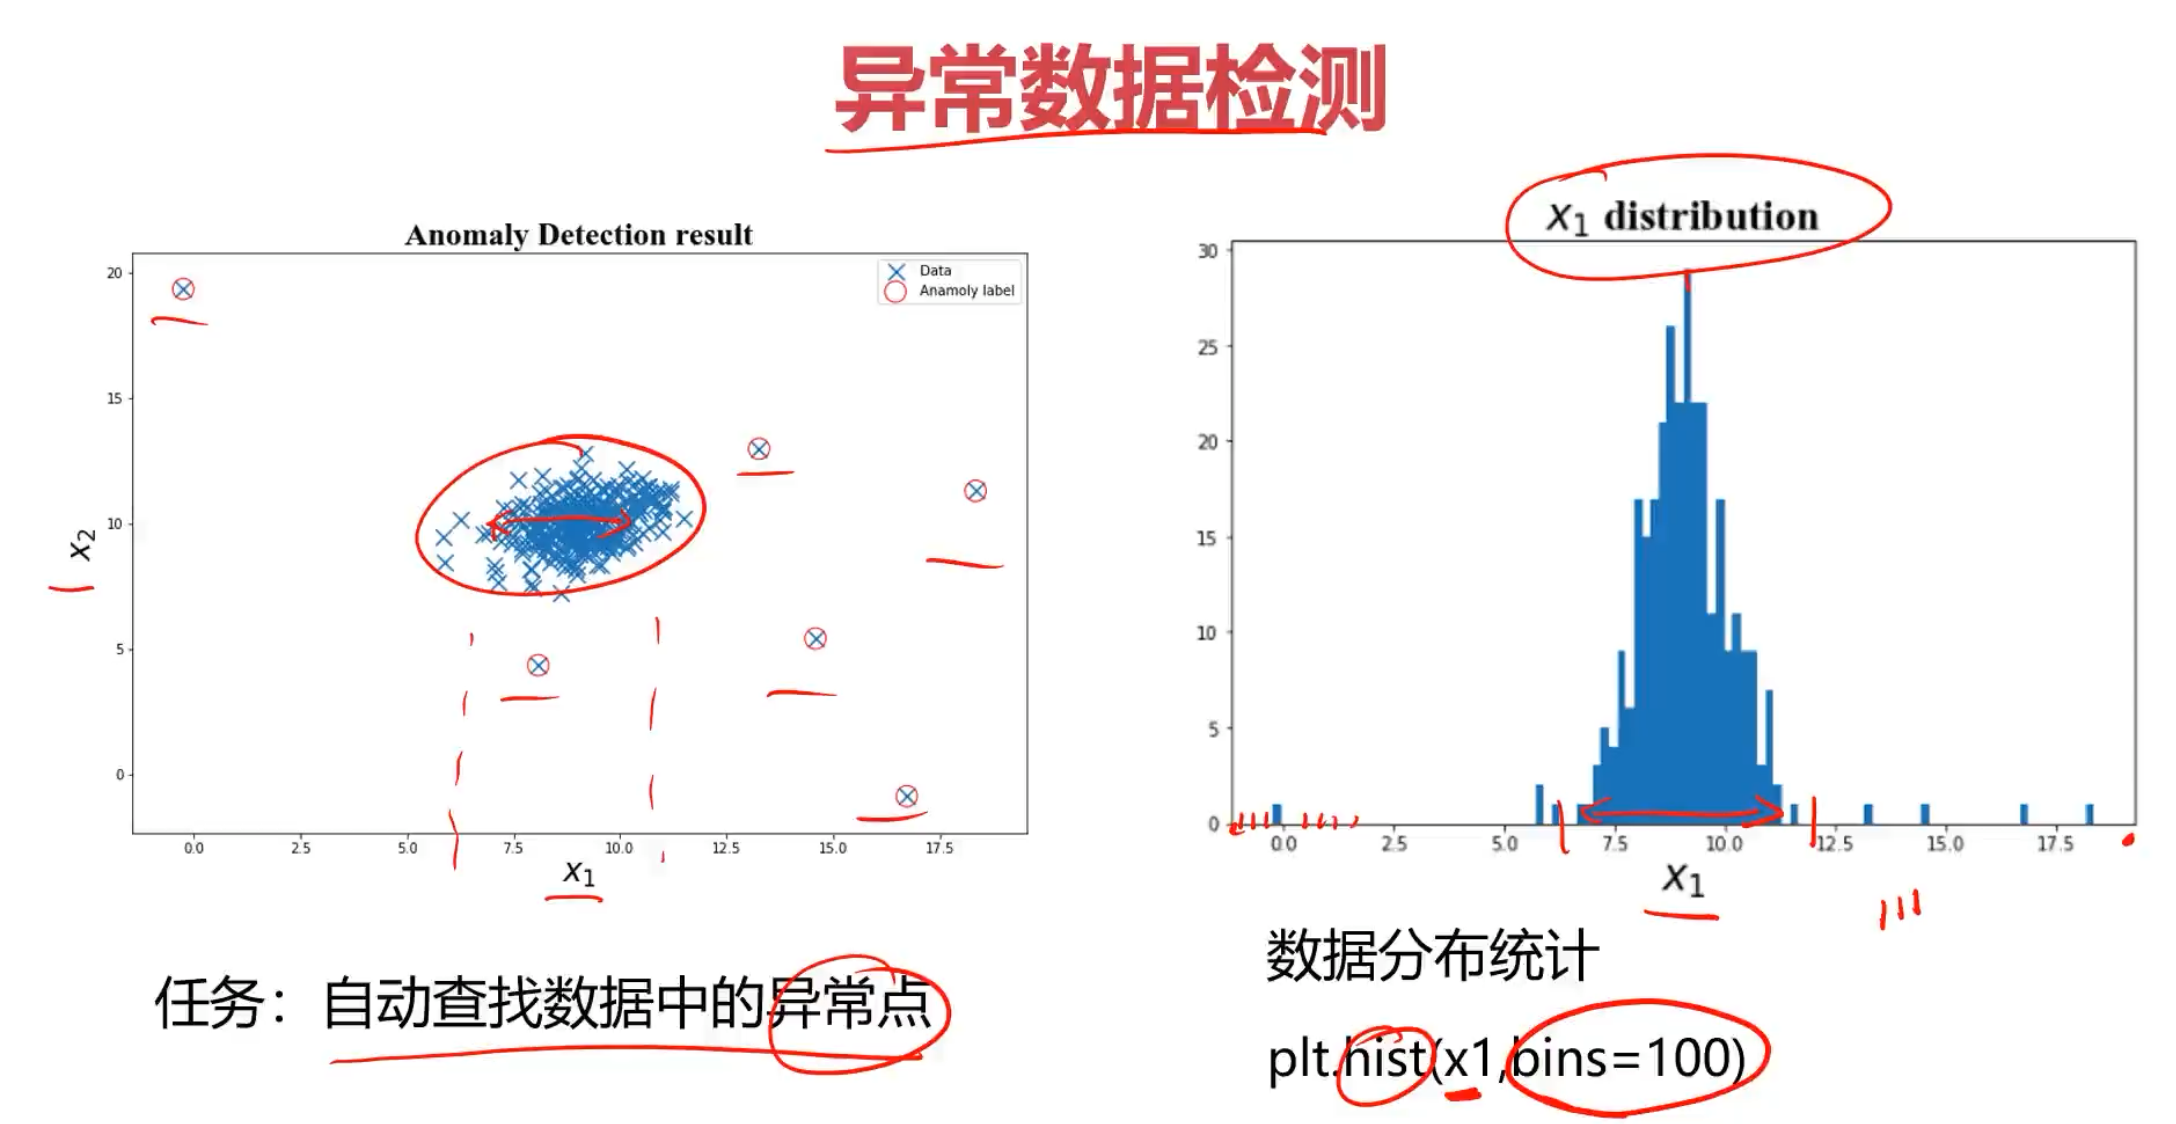 异常数据检测
Anomaly Detection result
Data
Anamoly label
20
15
10
5
0
x2
0.0 2.5 5.0 7.5 10.0 12.5 15.0 17.5
x1
任务：自动查找数据中的异常点
x1 distribution
30
25
20
15
10
5
0
0.0 2.5 5.0 7.5 10.0 12.5 15.0 17.5
x1
数据分布统计
plt.hist(x1,bins=100)